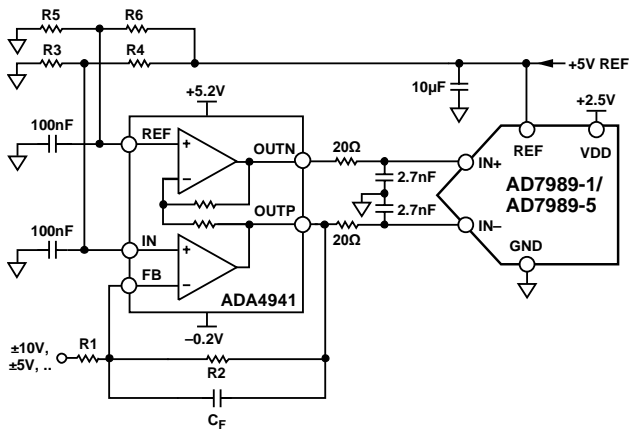 R5
R6
R3
R4
+5V REF
10µF
+5.2V
+2.5V
100nF
REF
OUTN
20Ω
IN+
REF
VDD
2.7nF
AD7989-1/
AD7989-5
2.7nF
OUTP
100nF
IN
20Ω
IN–
GND
FB
ADA4941
–0.2V
±10V,
±5V, ..
R1
R2
CF